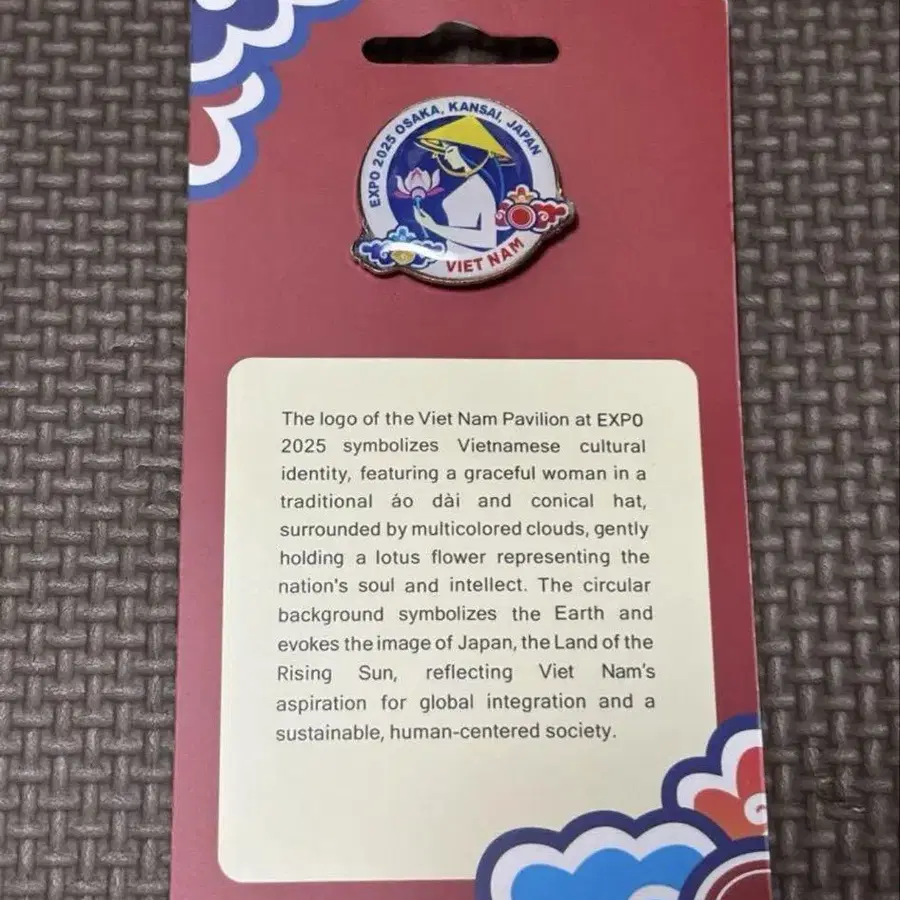 EXPO 2025 OSAKA, KANSAI, JAPAN
VIET NAM
The logo of the Viet Nam Pavilion at EXPO
2025 symbolizes Vietnamese cultural
identity, featuring a graceful woman in a
traditional áo dài and conical hat,
surrounded by multicolored clouds, gently
holding a lotus flower representing the
nation's soul and intellect. The circular
background symbolizes the Earth and
evokes the image of Japan, the Land of the
Rising Sun, reflecting Viet Nam's
aspiration for global integration and a
sustainable, human-centered society.